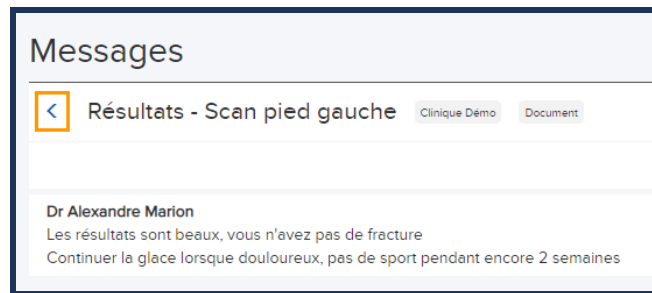 Messages
< Résultats - Scan pied gauche Clinique Démo Document
Dr Alexandre Marion
Les résultats sont beaux, vous n'avez pas de fracture
Continuer la glace lorsque douloureux, pas de sport pendant encore 2 semaines